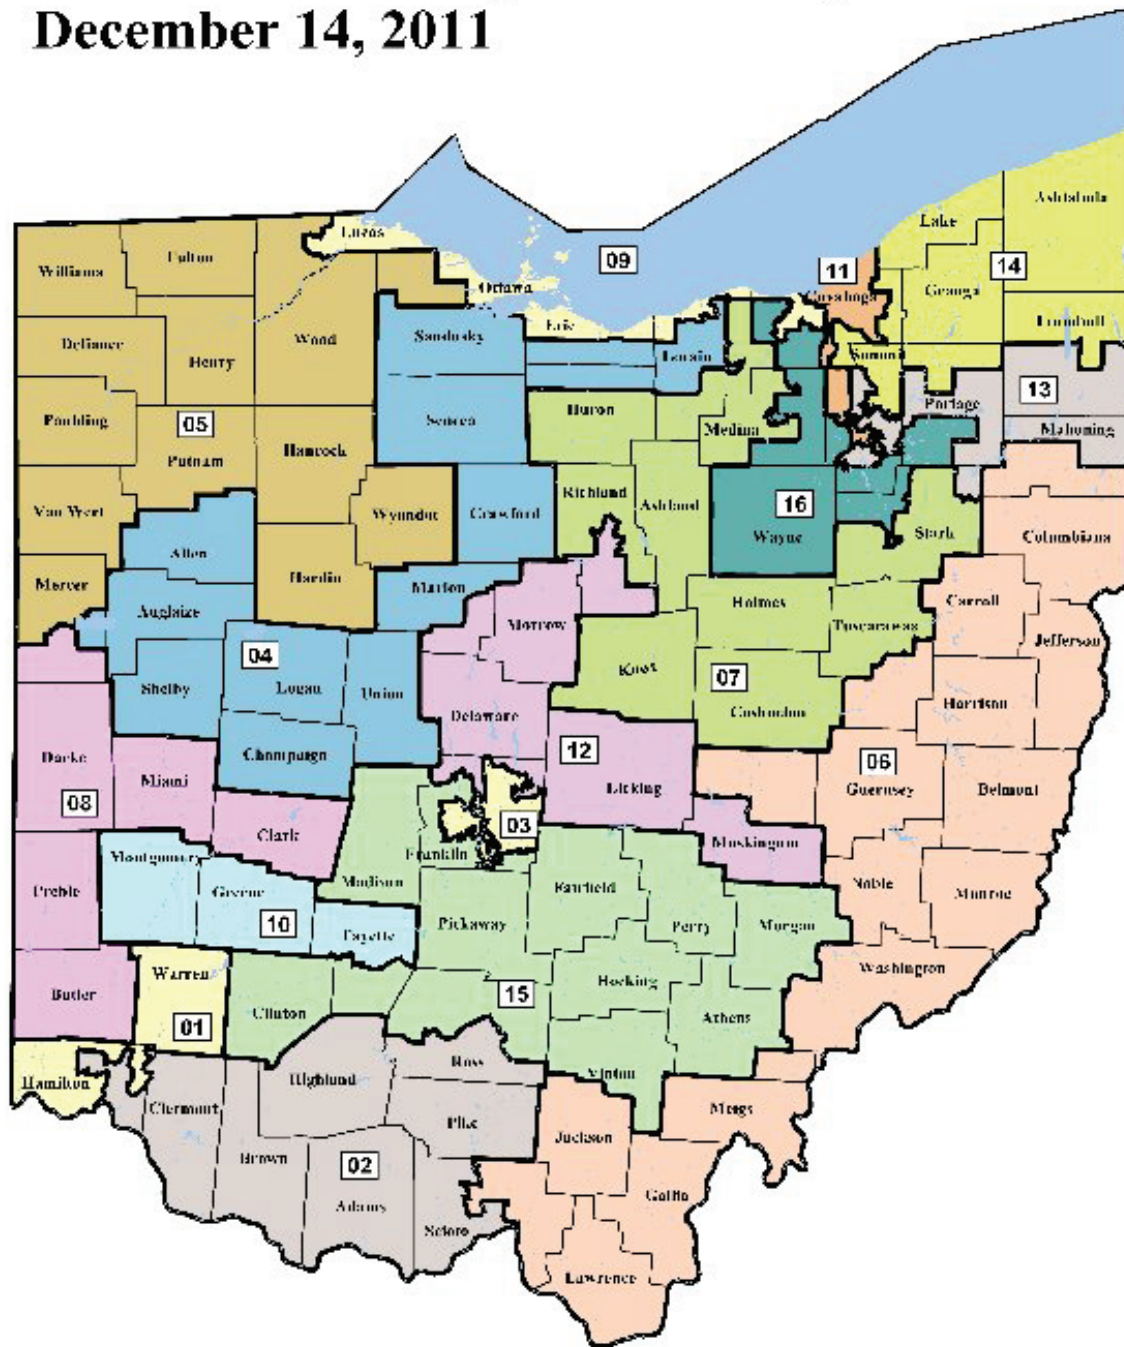 December 14, 2011
Ashtabula
Lake
Lucas
Fulton
Williams
09
11
14
Geauga
Cuyahoga
Ottawa
Erie
Trumbull
Sandusky
Wood
Defiance
Henry
Lorain
Summit
13
Portage
Huron
Paulding
05
Seneca
Medina
Mahoning
Hancock
Putnam
Richland
Ashland
16
Van Wert
Wyandot
Crawford
Wayne
Stark
Columbiana
Allen
Mercer
Hardin
Marion
Auglaize
Holmes
Carroll
Morrow
Tuscarawas
Jefferson
04
Knox
07
Shelby
Logan
Union
Harrison
Delaware
Coshocton
Champaign
12
06
Darke
Miami
Licking
Guernsey
Belmont
08
03
Clark
Muskingum
Montgomery
Franklin
Madison
Fairfield
Preble
Greene
Noble
Monroe
10
Pickaway
Perry
Morgan
Fayette
Warren
Washington
Butler
15
Hocking
Clinton
Athens
01
Ross
Hamilton
Highland
Vinton
Clermont
Pike
Meigs
Jackson
Brown
02
Adams
Gallia
Scioto
Lawrence